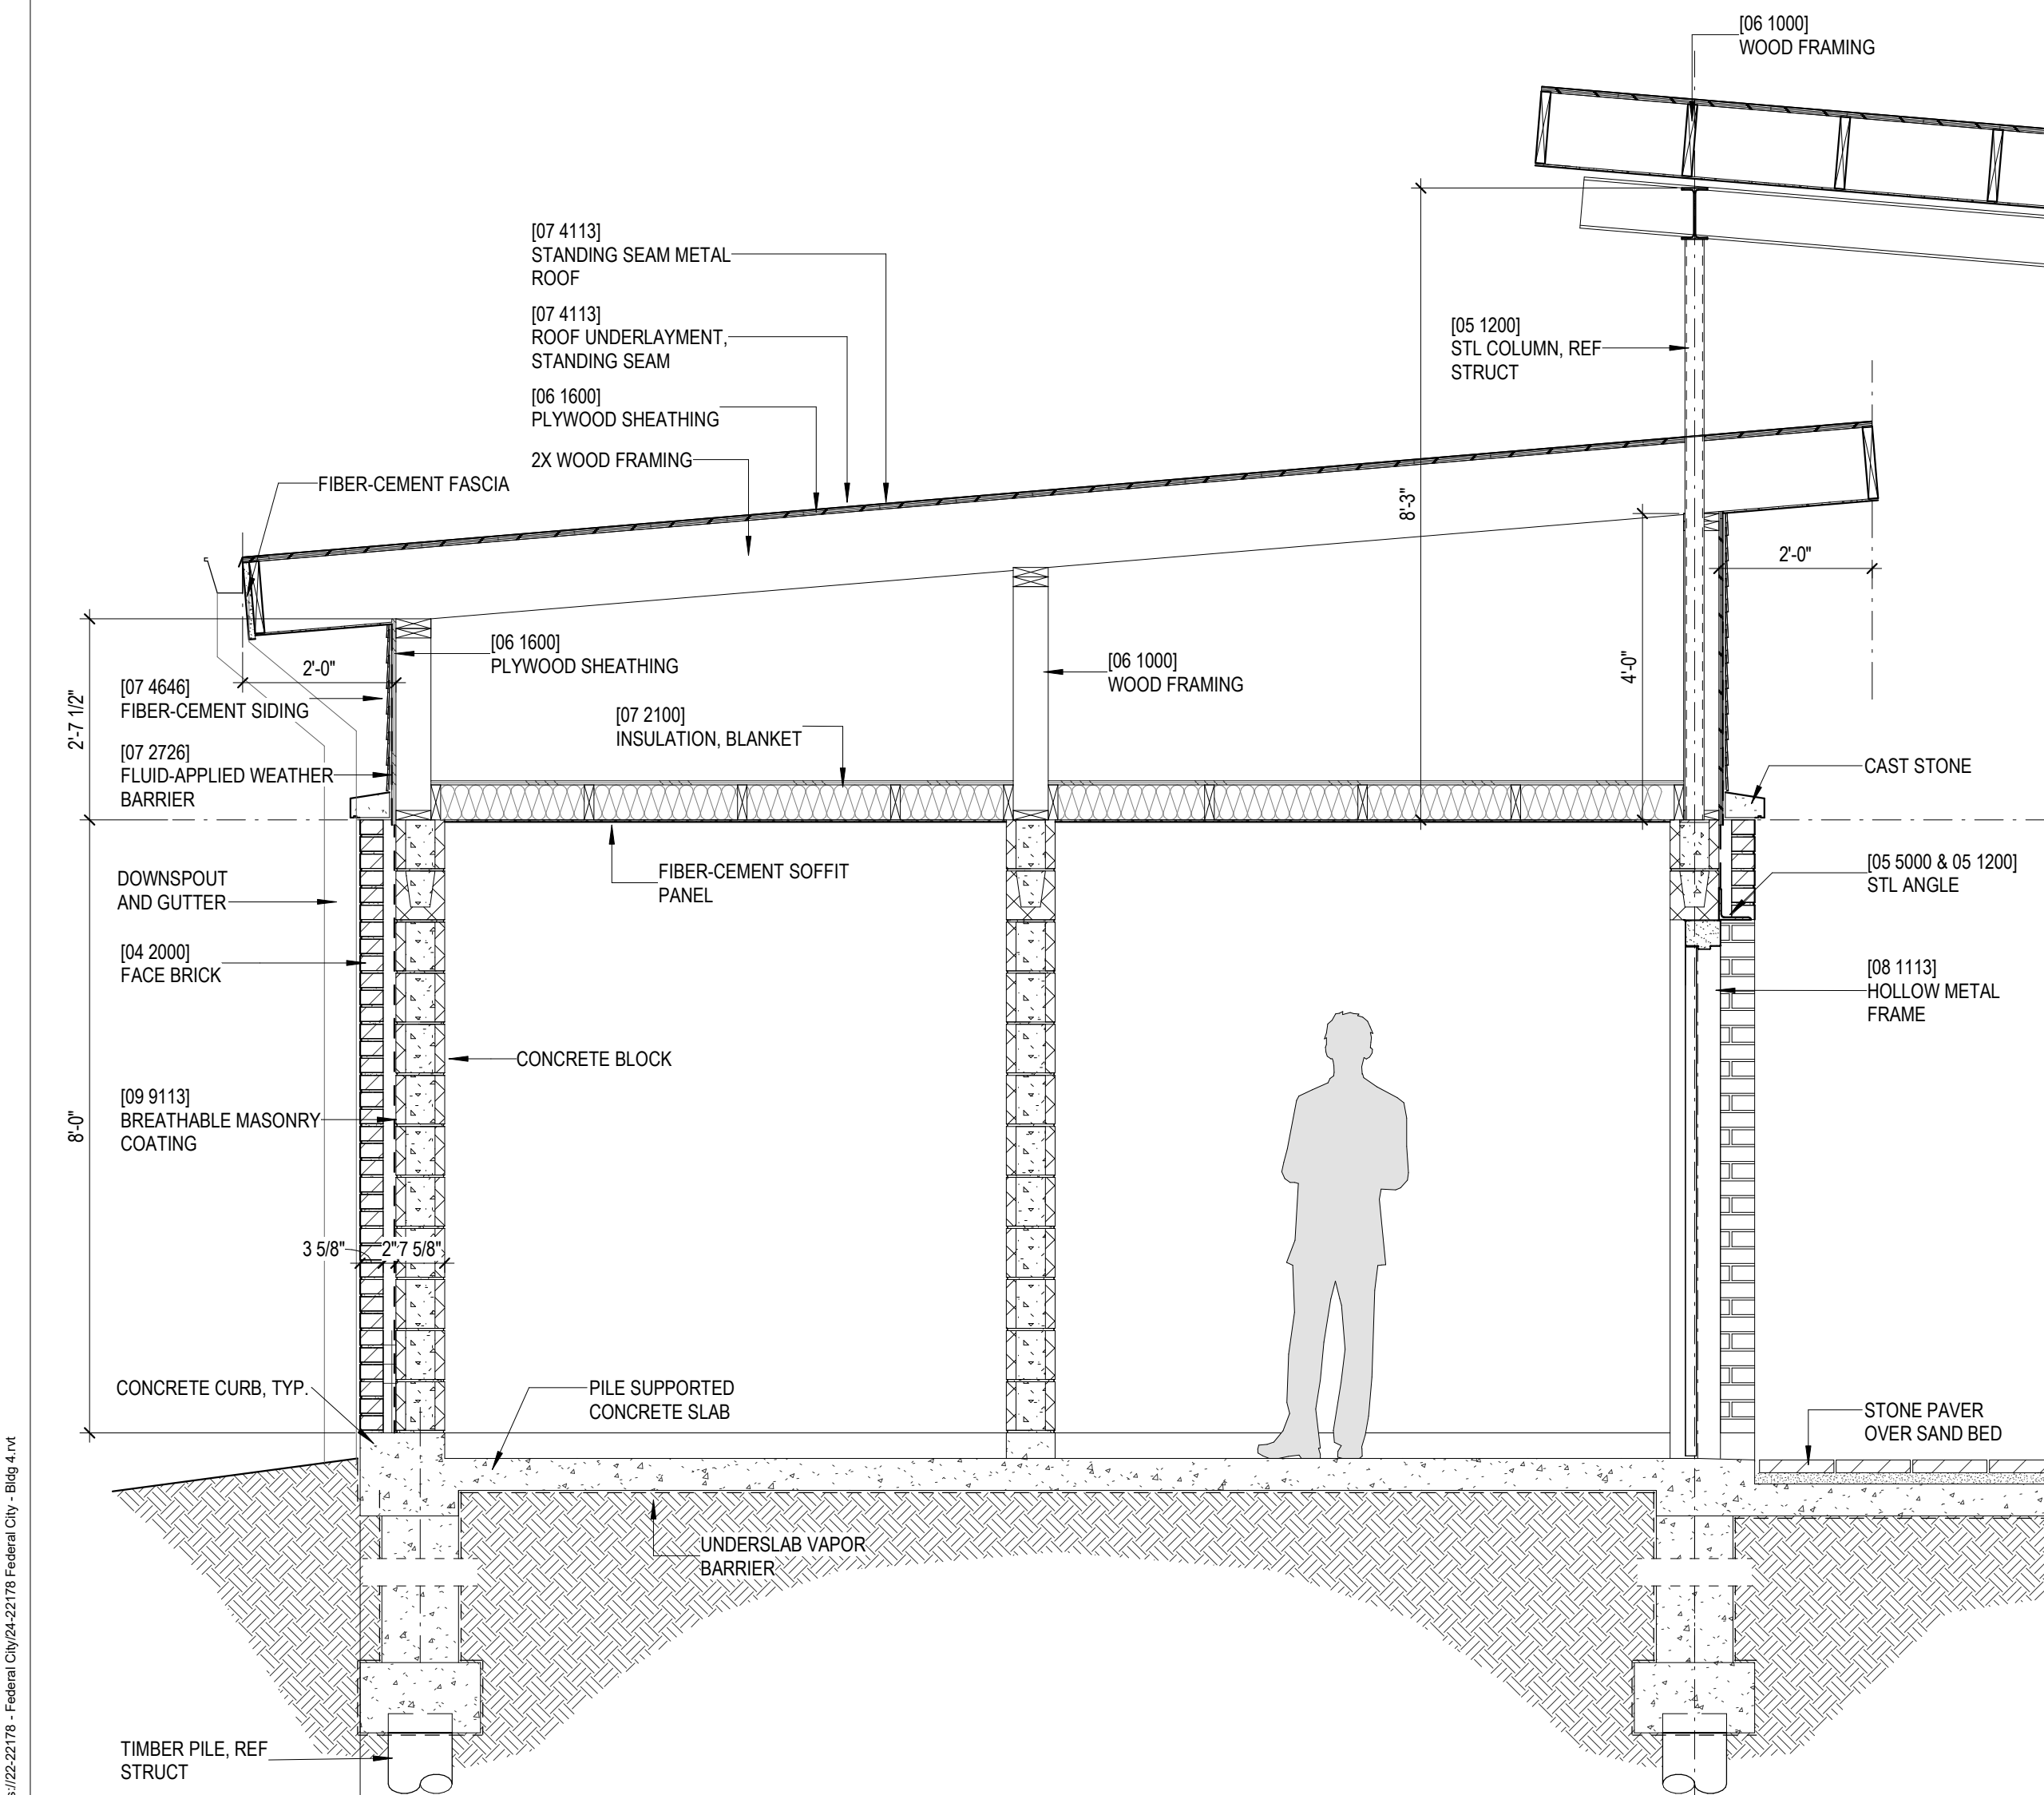 [06 1000]
WOOD FRAMING
[07 4113]
STANDING SEAM METAL
ROOF
[07 4113]
ROOF UNDERLAYMENT,
STANDING SEAM
[06 1600]
PLYWOOD SHEATHING
2X WOOD FRAMING
FIBER-CEMENT FASCIA
[05 1200]
STL COLUMN, REF
STRUCT
8'-3"
2'-0"
4'-0"
[06 1600]
PLYWOOD SHEATHING
2'-0"
[06 1000]
WOOD FRAMING
[07 4646]
FIBER-CEMENT SIDING
2'-7 1/2"
[07 2100]
INSULATION, BLANKET
[07 2726]
FLUID-APPLIED WEATHER
BARRIER
CAST STONE
FIBER-CEMENT SOFFIT
PANEL
[05 5000 & 05 1200]
STL ANGLE
DOWNSPOUT
AND GUTTER
[04 2000]
FACE BRICK
[08 1113]
HOLLOW METAL
FRAME
CONCRETE BLOCK
[09 9113]
BREATHABLE MASONRY
COATING
8'-0"
3 5/8"
2"
7 5/8"
CONCRETE CURB, TYP.
PILE SUPPORTED
CONCRETE SLAB
STONE PAVER
OVER SAND BED
UNDERSLAB VAPOR
BARRIER
TIMBER PILE, REF
STRUCT
s://22-22178 - Federal City/24-22178 Federal City - Bldg 4.rvt